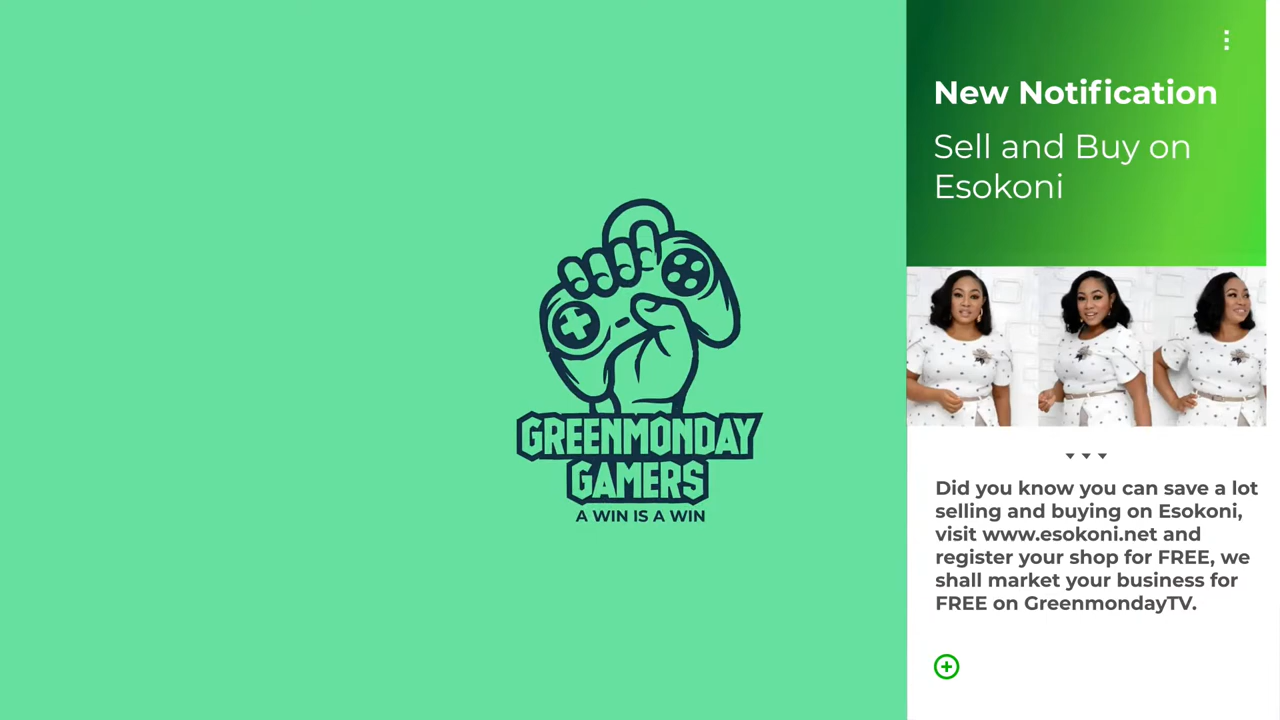 GREENMONDAY
GAMERS
A WIN IS A WIN
New Notification
Sell and Buy on
Esokoni
Did you know you can save a lot
selling and buying on Esokoni,
visit www.esokoni.net and
register your shop for FREE, we
shall market your business for
FREE on GreenmondayTV.